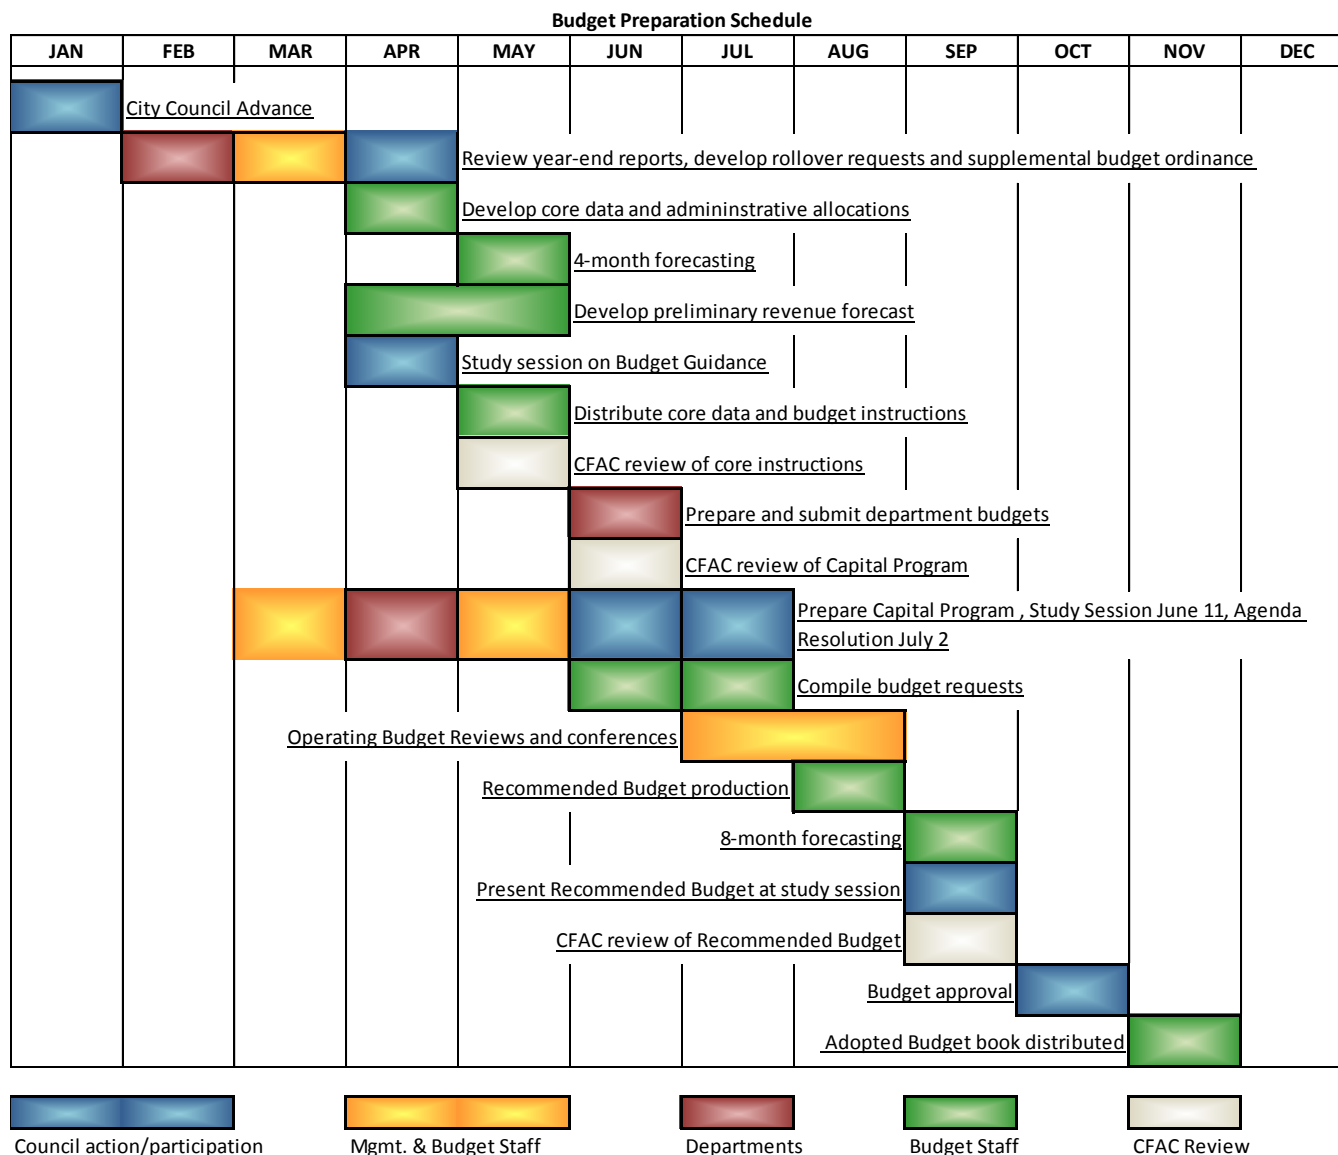 Budget Preparation Schedule
JAN FEB MAR APR MAY JUN JUL AUG SEP OCT NOV DEC
City Council Advance
Review year-end reports, develop rollover requests and supplemental budget ordinance
Develop core data and admininstrative allocations
4-month forecasting
Develop preliminary revenue forecast
Study session on Budget Guidance
Distribute core data and budget instructions
CFAC review of core instructions
Prepare and submit department budgets
CFAC review of Capital Program
Prepare Capital Program , Study Session June 11, Agenda
Resolution July 2
Compile budget requests
Operating Budget Reviews and conferences
Recommended Budget production
8-month forecasting
Present Recommended Budget at study session
CFAC review of Recommended Budget
Budget approval
Adopted Budget book distributed
Council action/participation Mgmt. & Budget Staff Departments Budget Staff CFAC Review